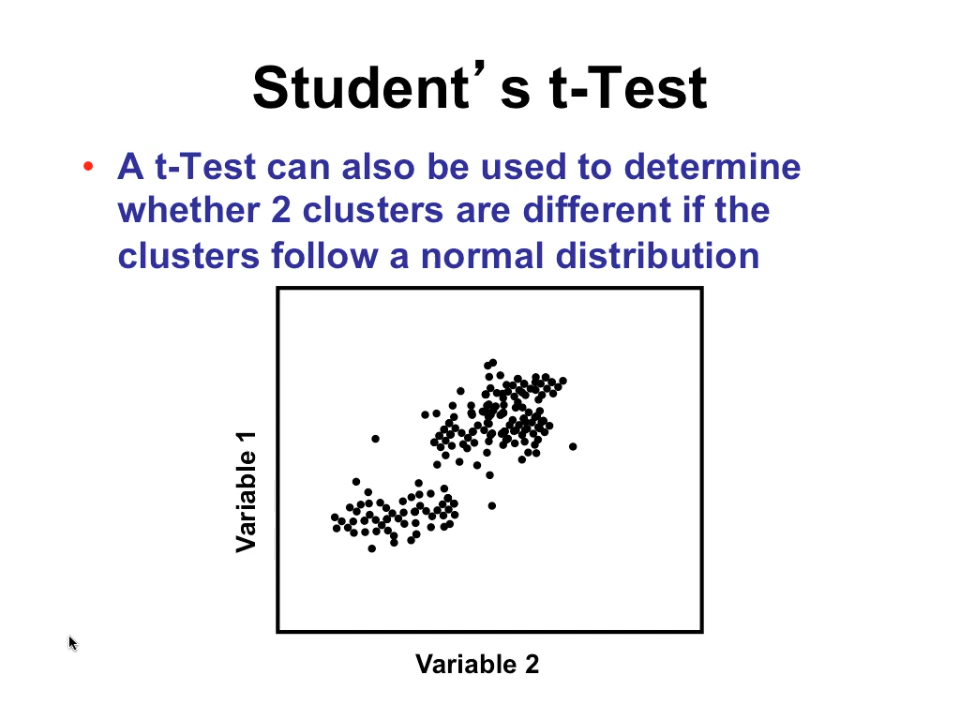 Student’s t-Test
• A t-Test can also be used to determine
whether 2 clusters are different if the
clusters follow a normal distribution
Variable 1
Variable 2